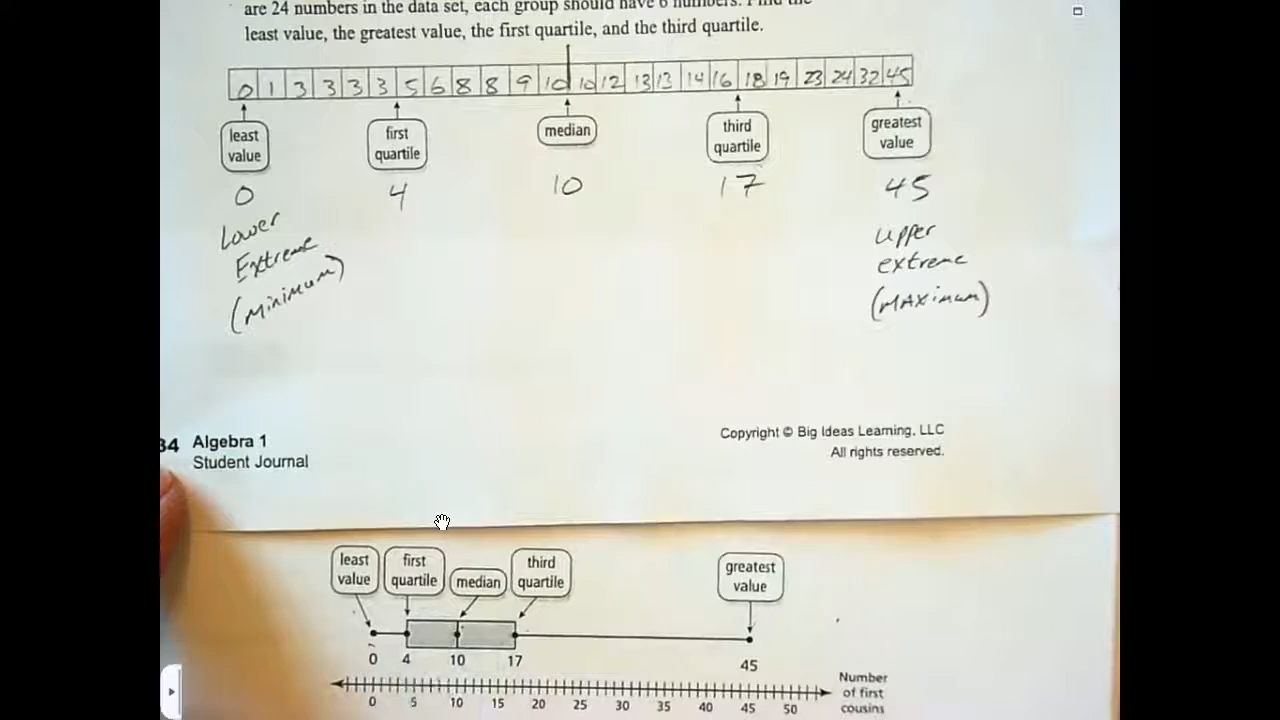 are 24 numbers in the data set, each group should have 6 numbers. Find the
least value, the greatest value, the first quartile, and the third quartile.
0 1 3 3 3 3 5 6 8 8 9 10 10 12 13 13 14 16 18 19 23 24 32 45
least value
first quartile
median
third quartile
greatest value
0 4 10 17 45
Lower
Extreme
(Minimum)
Upper
extreme
(MAXimum)
34 Algebra 1
Student Journal
Copyright © Big Ideas Learning, LLC
All rights reserved.
least value
first quartile
median
third quartile
greatest value
0 4 10 17 45
0 5 10 15 20 25 30 35 40 45 50
Number
of first
cousins